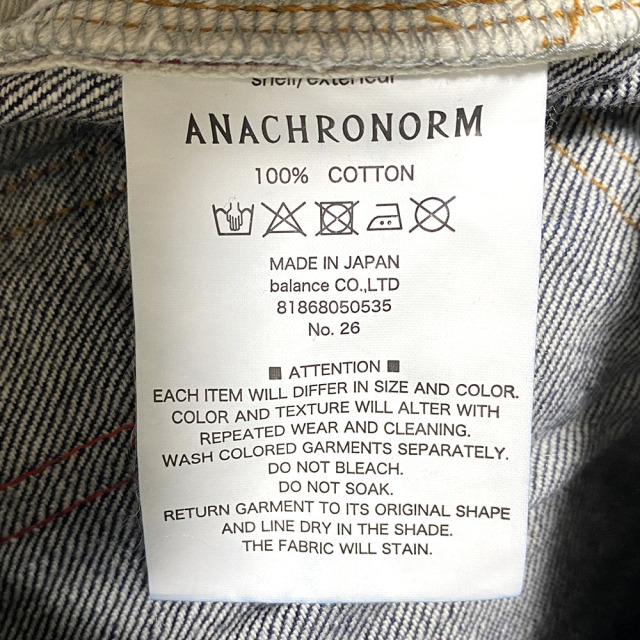 shell/extérieur
ANACHRONORM
100% COTTON
MADE IN JAPAN
balance CO.,LTD
81868050535
No. 26
■ ATTENTION ■
EACH ITEM WILL DIFFER IN SIZE AND COLOR.
COLOR AND TEXTURE WILL ALTER WITH
REPEATED WEAR AND CLEANING.
WASH COLORED GARMENTS SEPARATELY.
DO NOT BLEACH.
DO NOT SOAK.
RETURN GARMENT TO ITS ORIGINAL SHAPE
AND LINE DRY IN THE SHADE.
THE FABRIC WILL STAIN.